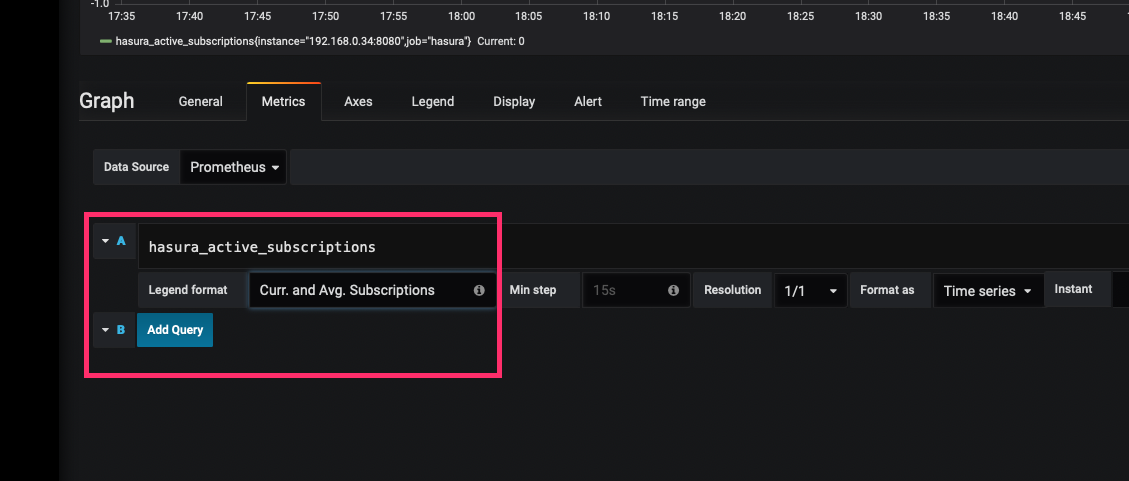 -1.0
17:35 17:40 17:45 17:50 17:55 18:00 18:05 18:10 18:15 18:20 18:25 18:30 18:35 18:40 18:45
hasura_active_subscriptions{instance="192.168.0.34:8080",job="hasura"} Current: 0
Graph General Metrics Axes Legend Display Alert Time range
Data Source Prometheus
A hasura_active_subscriptions
Legend format Curr. and Avg. Subscriptions Min step 15s Resolution 1/1 Format as Time series Instant
B Add Query